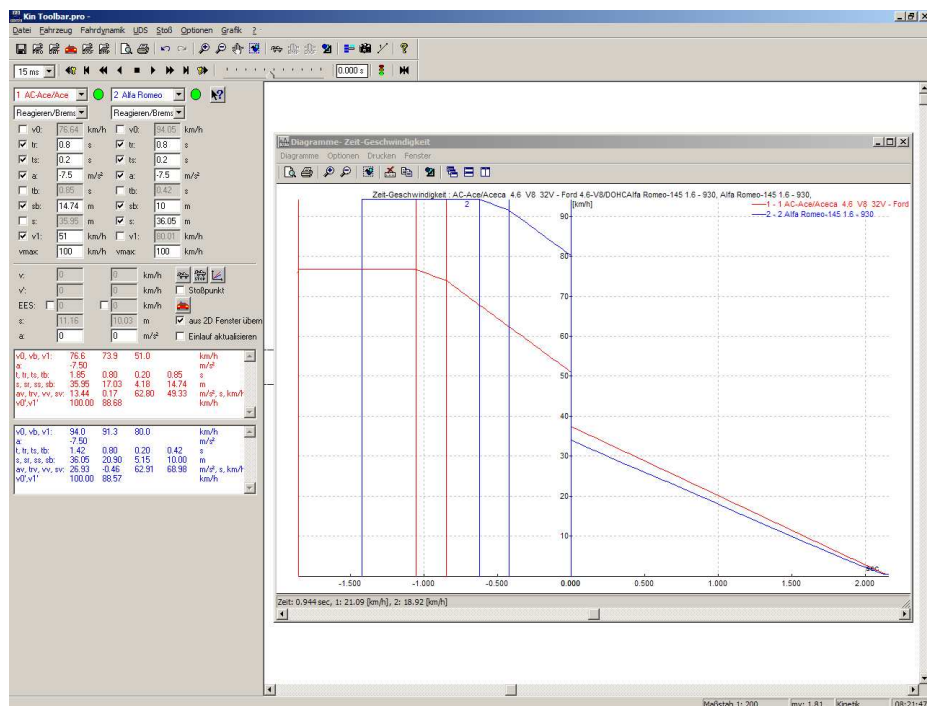 Kin Toolbar.pro -
Datei Fahrzeug Fahrdynamik UDS Stoß Optionen Grafik ?
15 ms
0.000 s
1 AC-Ace/Ace 2 Alfa Romeo
Reagieren/Brems Reagieren/Brems
v0: 76.64 km/h v0: 94.05 km/h
tr: 0.8 s tr: 0.8 s
ts: 0.2 s ts: 0.2 s
a: -7.5 m/s² a: -7.5 m/s²
tb: 0.85 s tb: 0.42 s
sb: 14.74 m sb: 10 m
s: 35.95 m s: 36.05 m
v1: 51 km/h v1: 80.01 km/h
vmax: 100 km/h vmax: 100 km/h
v: 0 0 km/h
v': 0 0 km/h Stoßpunkt
EES: 0 0 km/h
s: 11.16 10.03 m aus 2D Fenster übern
a: 0 0 m/s² Einlauf aktualisieren
v0, vb, v1: 76.6 73.9 51.0 km/h
a: -7.50 m/s²
t, tr, ts, tb: 1.85 0.80 0.20 0.85 s
s, sr, ss, sb: 35.95 17.03 4.18 14.74 m
av, trv, vv, sv: 13.44 0.17 62.80 49.33 m/s², s, km/h
v0',v1' 100.00 88.68 km/h
v0, vb, v1: 94.0 91.3 80.0 km/h
a: -7.50 m/s²
t, tr, ts, tb: 1.42 0.80 0.20 0.42 s
s, sr, ss, sb: 36.05 20.90 5.15 10.00 m
av, trv, vv, sv: 26.93 -0.46 62.91 68.98 m/s², s, km/h
v0',v1' 100.00 88.57 km/h
Diagramme- Zeit-Geschwindigkeit
Diagramme Optionen Drucken Fenster
Zeit-Geschwindigkeit : AC-Ace/Aceca 4.6 V8 32V - Ford 4.6-V8/DOHCAlfa Romeo-145 1.6 - 930, Alfa Romeo-145 1.6 - 930,
[km/h]
1 - 1 AC-Ace/Aceca 4.6 V8 32V - Ford
2 - 2 Alfa Romeo-145 1.6 - 930
2
90
80
70
60
50
40
30
20
10
sec
-1.500 -1.000 -0.500 0.000 0.500 1.000 1.500 2.000
Zeit: 0.944 sec, 1: 21.09 [km/h], 2: 18.92 [km/h]
Maßstab 1: 200 my: 1.81 Kinetik 08:21:47